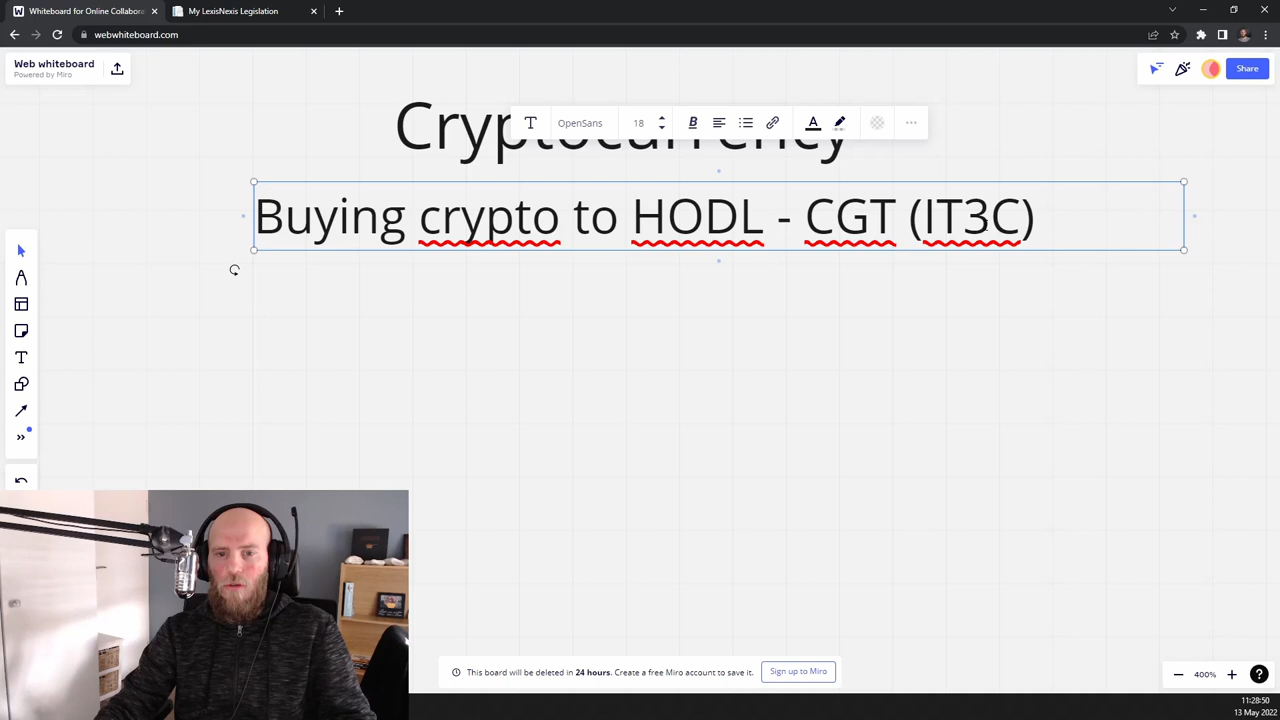 Whiteboard for Online Collabora
My LexisNexis Legislation
webwhiteboard.com
Web whiteboard
Powered by Miro
Share
Cryptocurrency
OpenSans
18
B
A
Buying crypto to HODL - CGT (IT3C)
T
This board will be deleted in 24 hours. Create a free Miro account to save it.
Sign up to Miro
400%
11:28:50
13 May 2022